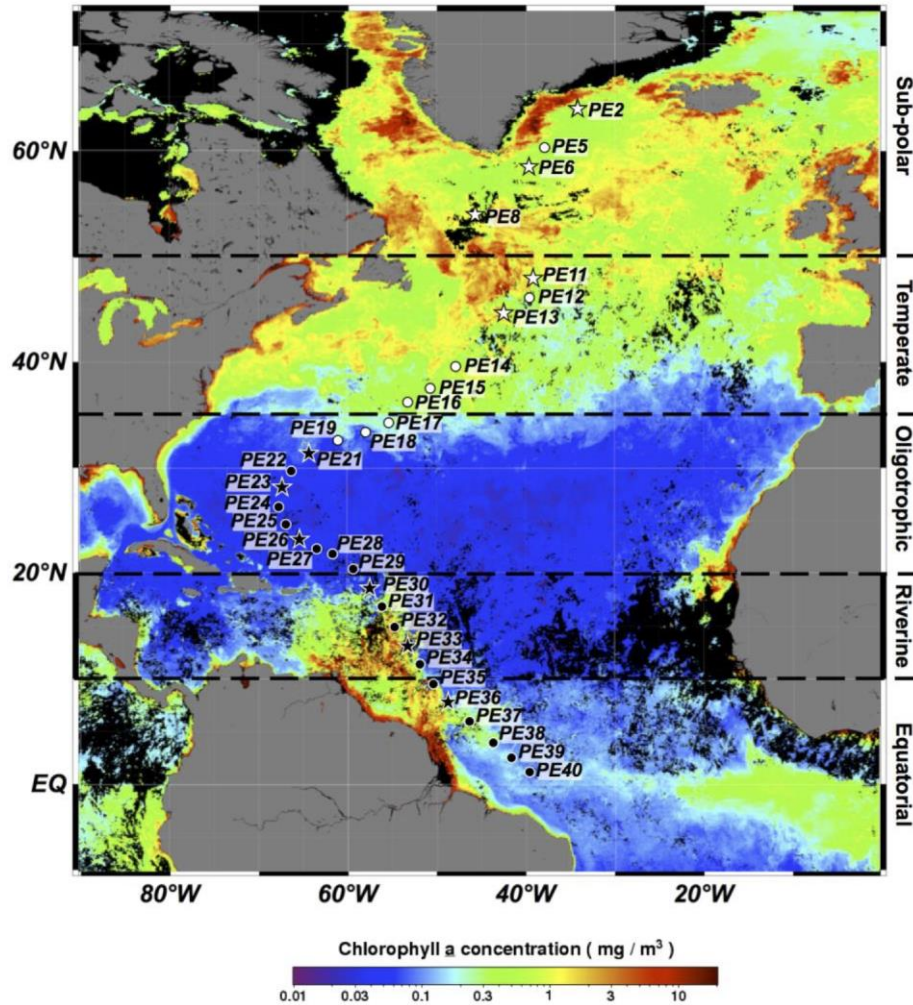 Sub-polar
PE2
60°N
PE5
PE6
PE8
PE11
PE12
PE13
Temperate
40°N
PE14
PE15
PE16
PE17
PE19
PE18
PE21
PE22
PE23
PE24
PE25
PE26
PE27
PE28
PE29
Oligotrophic
20°N
PE30
PE31
PE32
PE33
PE34
PE35
Riverine
PE36
PE37
PE38
PE39
PE40
EQ
Equatorial
80°W 60°W 40°W 20°W
Chlorophyll a concentration ( mg / m³ )
0.01 0.03 0.1 0.3 1 3 10